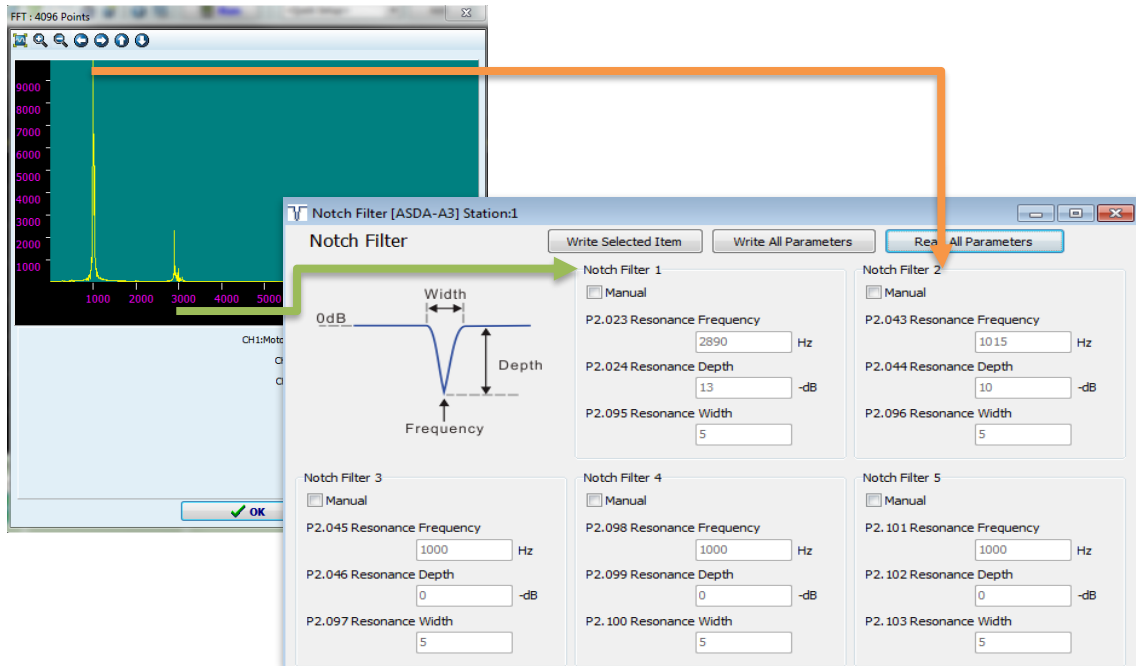 FFT : 4096 Points
9000
8000
7000
6000
5000
4000
3000
2000
1000
1000 2000 3000 4000 5000
CH1:Moto
OK
Notch Filter [ASDA-A3] Station:1
Notch Filter
Write Selected Item Write All Parameters Read All Parameters
Width
0dB
Depth
Frequency
Notch Filter 1
Manual
P2.023 Resonance Frequency
2890 Hz
P2.024 Resonance Depth
13 -dB
P2.095 Resonance Width
5
Notch Filter 2
Manual
P2.043 Resonance Frequency
1015 Hz
P2.044 Resonance Depth
10 -dB
P2.096 Resonance Width
5
Notch Filter 3
Manual
P2.045 Resonance Frequency
1000 Hz
P2.046 Resonance Depth
0 -dB
P2.097 Resonance Width
5
Notch Filter 4
Manual
P2.098 Resonance Frequency
1000 Hz
P2.099 Resonance Depth
0 -dB
P2.100 Resonance Width
5
Notch Filter 5
Manual
P2.101 Resonance Frequency
1000 Hz
P2.102 Resonance Depth
0 -dB
P2.103 Resonance Width
5